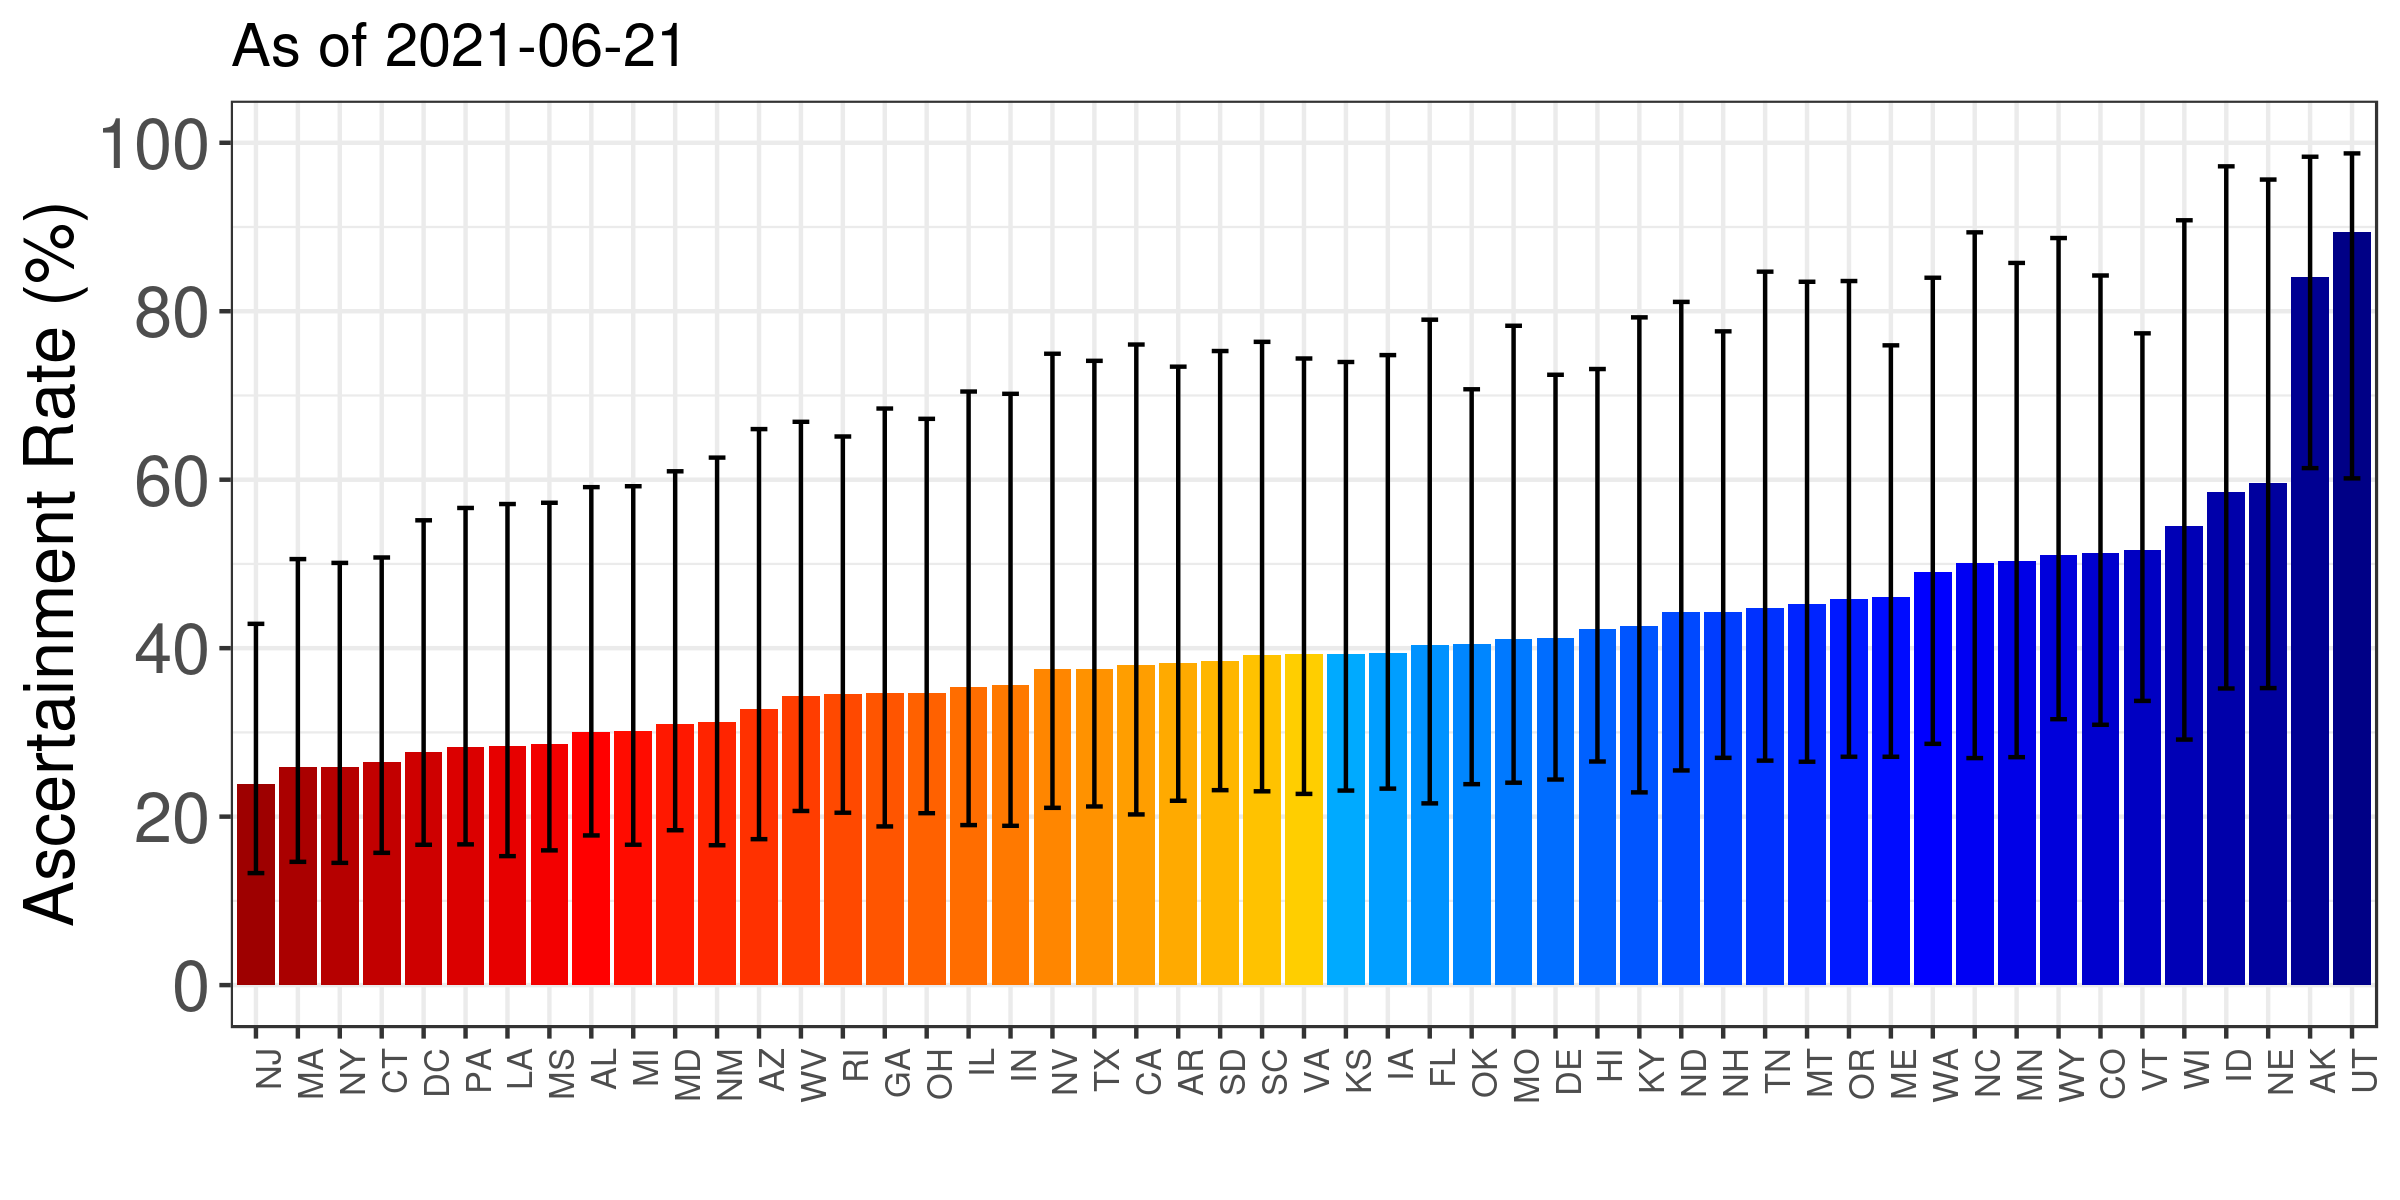 As of 2021-06-21
Ascertainment Rate (%)
100
80
60
40
20
0
NJ MA NY CT DC PA LA MS AL MI MD NM AZ WV RI GA OH IL IN NV TX CA AR SD SC VA KS IA FL OK MO DE HI KY ND NH TN MT OR ME WA NC MN WY CO VT WI ID NE AK UT